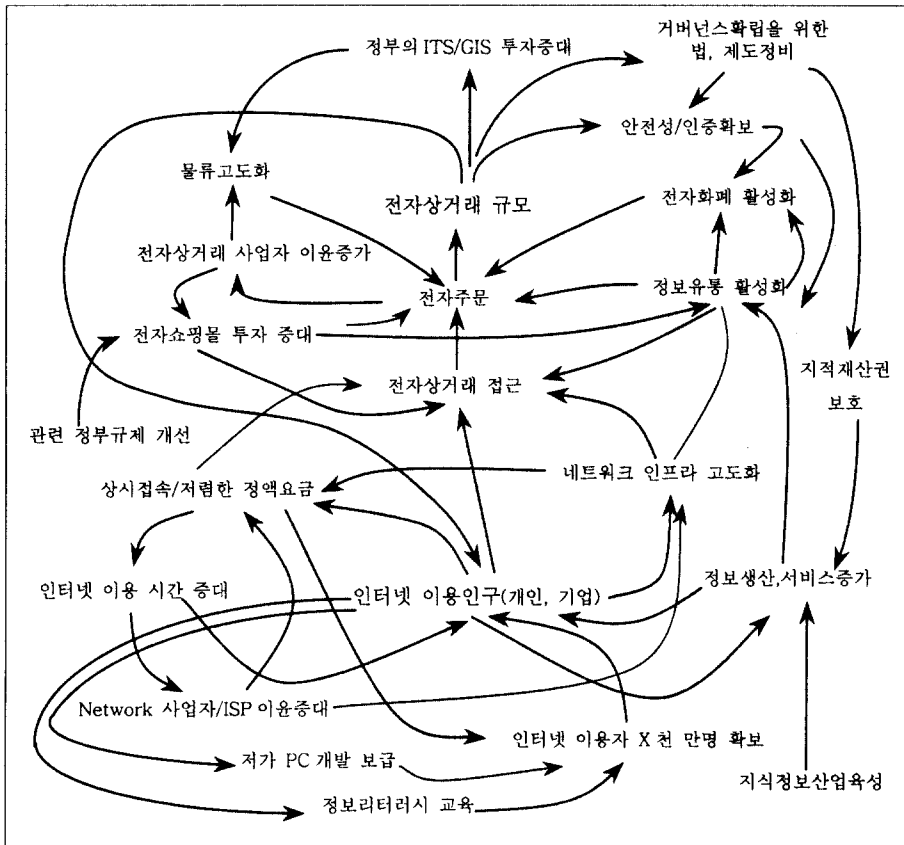 정부의 ITS/GIS 투자증대
거버넌스확립을 위한
법, 제도정비
안전성/인증확보
물류고도화
전자상거래 규모
전자화폐 활성화
전자상거래 사업자 이윤증가
전자주문
정보유통 활성화
전자쇼핑몰 투자 증대
전자상거래 접근
지적재산권
보호
관련 정부규제 개선
네트워크 인프라 고도화
상시접속/저렴한 정액요금
인터넷 이용 시간 증대
인터넷 이용인구(개인, 기업)
정보생산,서비스증가
Network 사업자/ISP 이윤증대
인터넷 이용자 X 천 만명 확보
저가 PC 개발 보급
지식정보산업육성
정보리터러시 교육